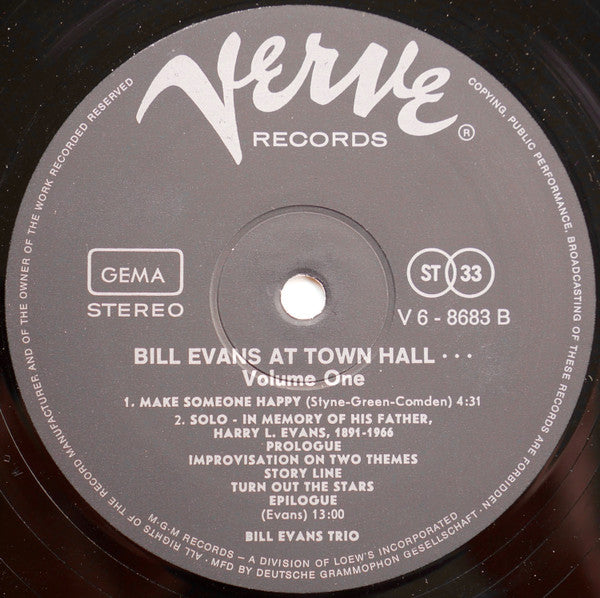 Verve
RECORDS ®
GEMA
STEREO
ST 33
V 6 - 8683 B
BILL EVANS AT TOWN HALL • • •
Volume One
1. MAKE SOMEONE HAPPY (Styne-Green-Comden) 4:31
2. SOLO - IN MEMORY OF HIS FATHER,
HARRY L. EVANS, 1891-1966
PROLOGUE
IMPROVISATION ON TWO THEMES
STORY LINE
TURN OUT THE STARS
EPILOGUE
(Evans) 13:00
BILL EVANS TRIO
M•G•M RECORDS – A DIVISION OF LOEW'S INCORPORATED
• ALL RIGHTS OF THE RECORD MANUFACTURER AND OF THE OWNER OF THE WORK RECORDED RESERVED
COPYING, PUBLIC PERFORMANCE, BROADCASTING OF THESE RECORDS ARE FORBIDDEN
• MFD BY DEUTSCHE GRAMMOPHON GESELLSCHAFT •